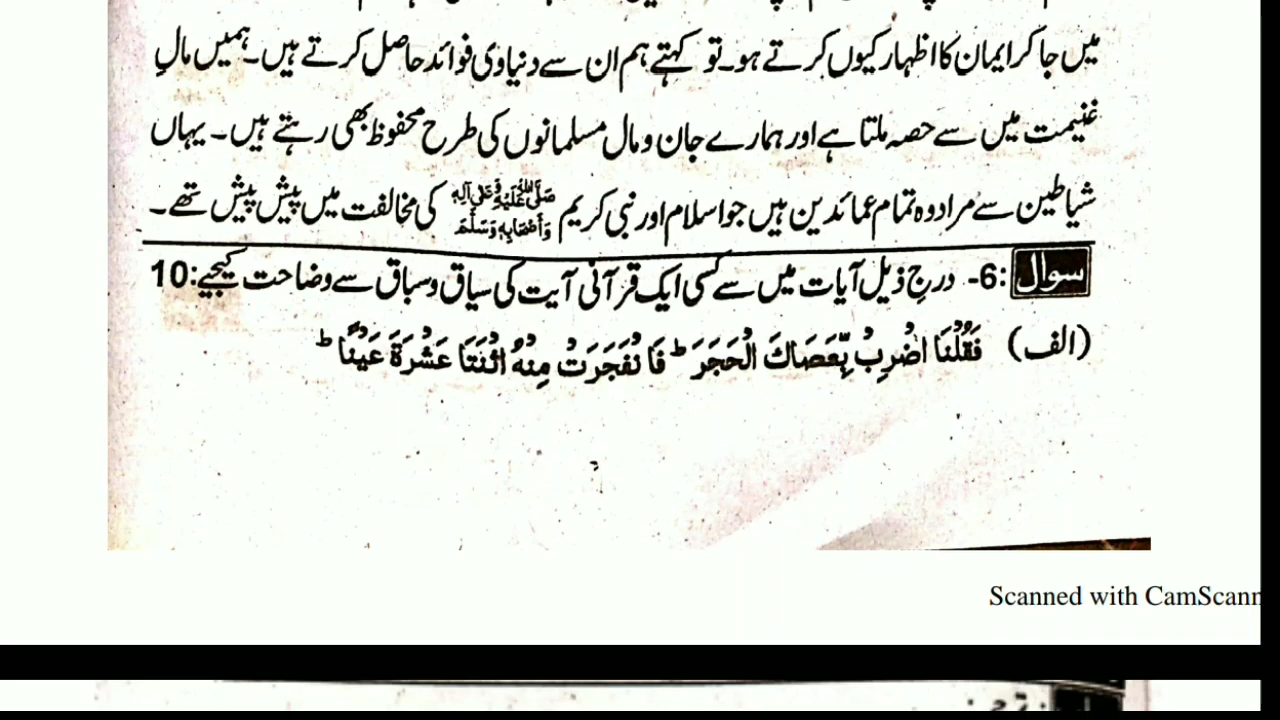 میں جا کر ایمان کا اظہار کیوں کرتے ہو۔ تو کہتے ہم ان سے دنیاوی فوائد حاصل کرتے ہیں۔ ہمیں مالِ
غنیمت میں سے حصہ ملتا ہے اور ہمارے جان و مال مسلمانوں کی طرح محفوظ بھی رہتے ہیں۔ یہاں
شیاطین سے مراد وہ تمام عمائدین ہیں جو اسلام اور نبی کریم صَلَّی اللہُ عَلَیْہِ وَعَلٰی آلِہٖ وَأَصْحَابِہٖ وَسَلَّمَ کی مخالفت میں پیش پیش تھے۔
سوال :6- درجِ ذیل آیات میں سے کسی ایک قرآنی آیت کی سیاق و سباق سے وضاحت کیجیے: 10
(الف) فَقُلْنَا اضْرِبْ بِّعَصَاكَ الْحَجَرَ ؕ فَانْفَجَرَتْ مِنْهُ اثْنَتَا عَشْرَةَ عَيْنًا ؕ
Scanned with CamScann